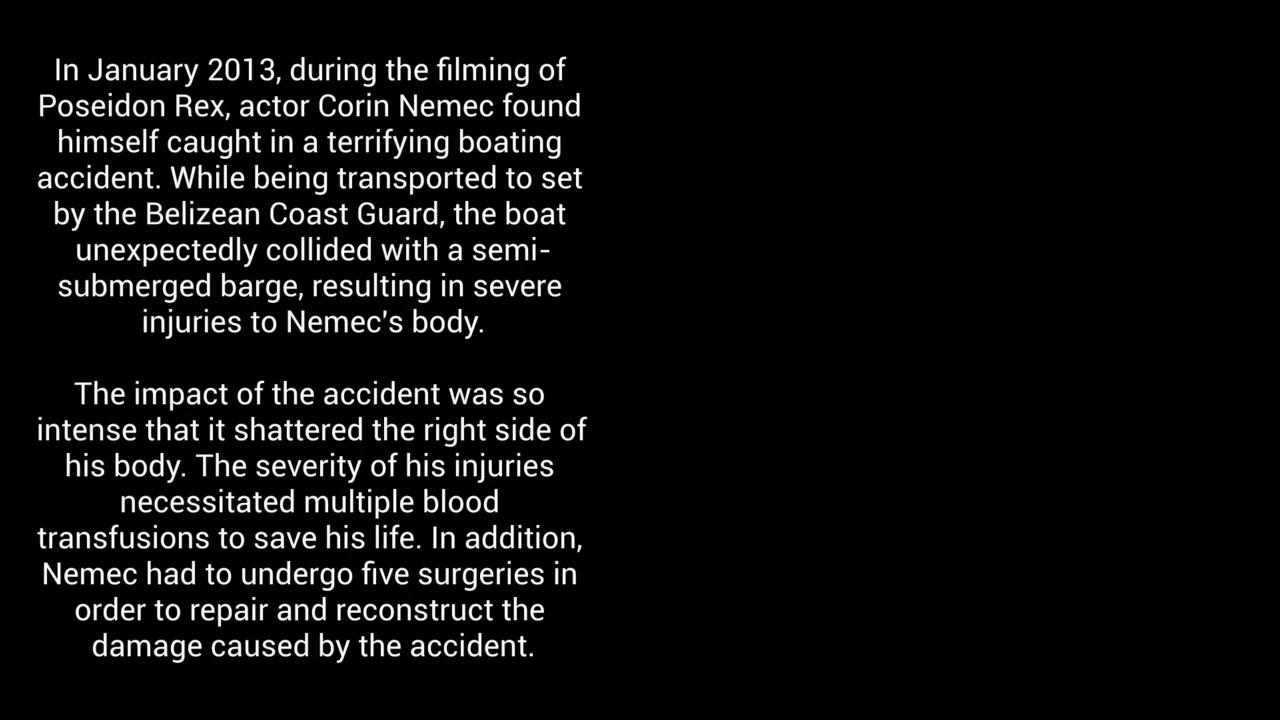 In January 2013, during the filming of
Poseidon Rex, actor Corin Nemec found
himself caught in a terrifying boating
accident. While being transported to set
by the Belizean Coast Guard, the boat
unexpectedly collided with a semi-
submerged barge, resulting in severe
injuries to Nemec's body.
The impact of the accident was so
intense that it shattered the right side of
his body. The severity of his injuries
necessitated multiple blood
transfusions to save his life. In addition,
Nemec had to undergo five surgeries in
order to repair and reconstruct the
damage caused by the accident.